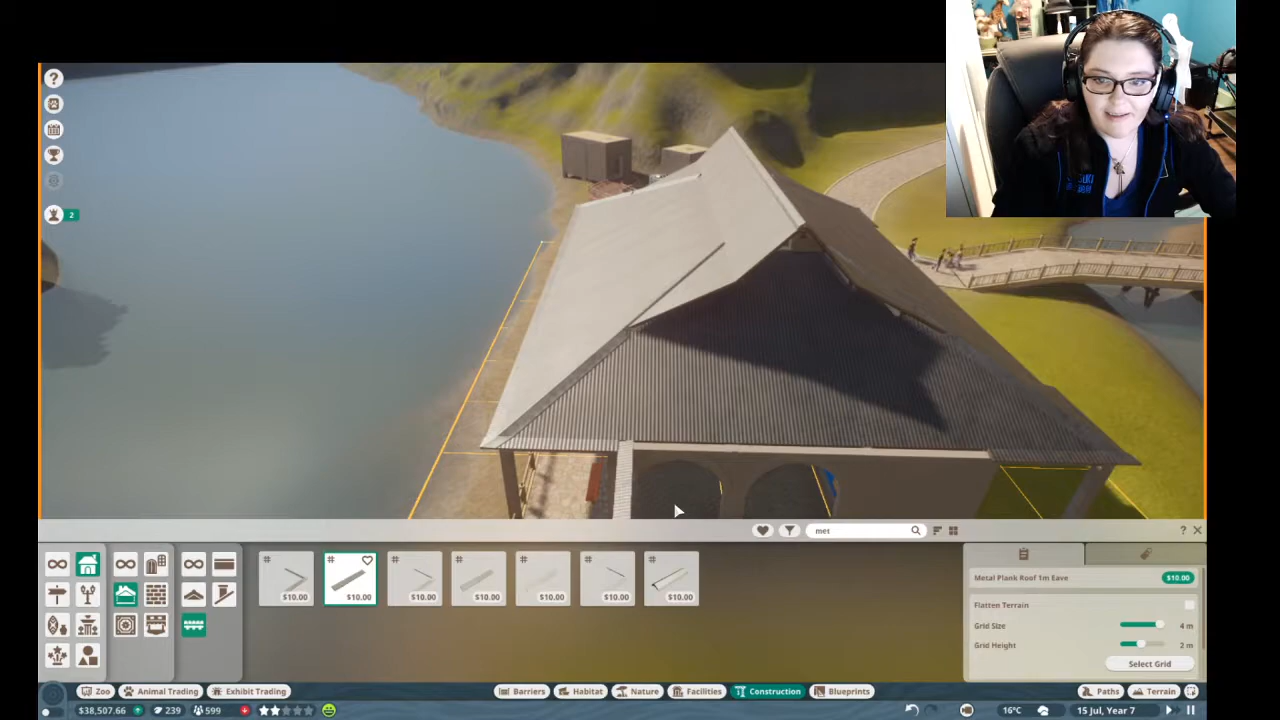 ?
2
met
? ×
# $10.00
# $10.00
# $10.00
# $10.00
# $10.00
# $10.00
# $10.00
Metal Plank Roof 1m Eave $10.00
Flatten Terrain
Grid Size 4 m
Grid Height 2 m
Select Grid
Zoo Animal Trading Exhibit Trading Barriers Habitat Nature Facilities Construction Blueprints Paths Terrain
$38,507.66 239 599 16°C 15 Jul, Year 7